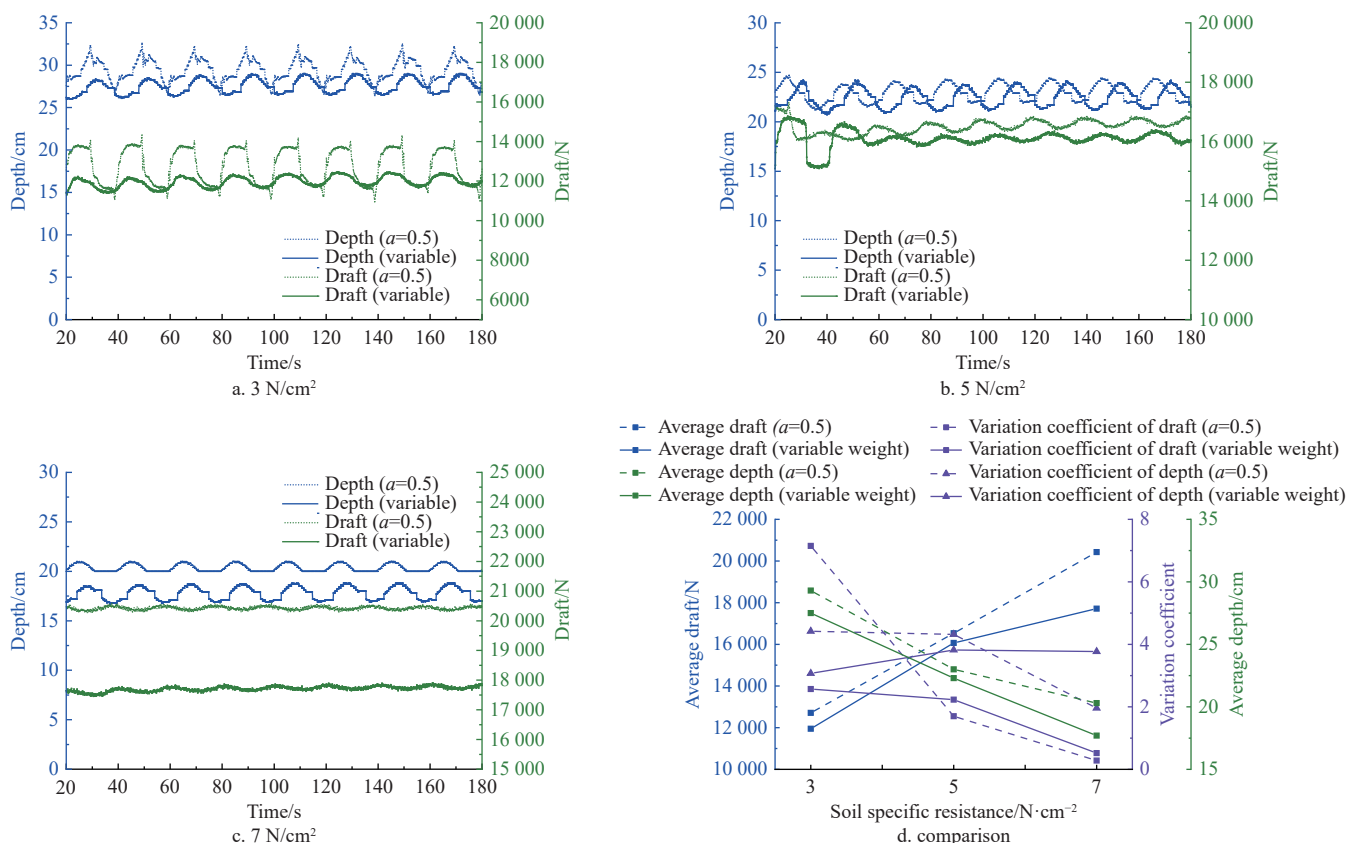 35
30
25
20
15
10
5
0
Depth/cm
20 000
18 000
16 000
14 000
12 000
10 000
8000
6000
Draft/N
Depth (a=0.5)
Depth (variable)
Draft (a=0.5)
Draft (variable)
20 40 60 80 100 120 140 160 180
Time/s
a. 3 N/cm²
30
25
20
15
10
5
0
Depth/cm
20 000
18 000
16 000
14 000
12 000
10 000
Draft/N
Depth (a=0.5)
Depth (variable)
Draft (a=0.5)
Draft (variable)
20 40 60 80 100 120 140 160 180
Time/s
b. 5 N/cm²
30
25
20
15
10
5
0
Depth/cm
25 000
24 000
23 000
22 000
21 000
20 000
19 000
18 000
17 000
16 000
15 000
Draft/N
Depth (a=0.5)
Depth (variable)
Draft (a=0.5)
Draft (variable)
20 40 60 80 100 120 140 160 180
Time/s
c. 7 N/cm²
Average draft (a=0.5)
Average draft (variable weight)
Average depth (a=0.5)
Average depth (variable weight)
Variation coefficient of draft (a=0.5)
Variation coefficient of draft (variable weight)
Variation coefficient of depth (a=0.5)
Variation coefficient of depth (variable weight)
22 000
20 000
18 000
16 000
14 000
12 000
10 000
Average draft/N
8
6
4
2
0
Variation coefficient
35
30
25
20
15
Average depth/cm
3 5 7
Soil specific resistance/N·cm⁻²
d. comparison